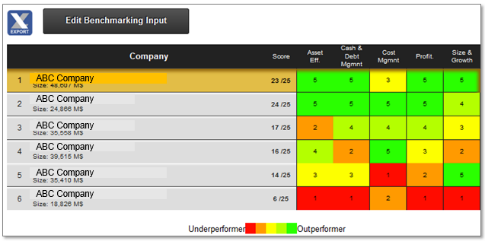 X
EXPORT
Edit Benchmarking Input
Company Score Asset Eff. Cash & Debt Mgmnt Cost Mgmnt Profit. Size & Growth
1 ABC Company 23 /25 5 5 3 5 5
Size: 48,607 M$
2 ABC Company 24 /25 5 5 5 5 4
Size: 24,866 M$
3 ABC Company 17 /25 2 4 4 4 3
Size: 35,558 M$
4 ABC Company 16 /25 4 2 5 3 2
Size: 39,515 M$
5 ABC Company 14 /25 3 3 1 2 5
Size: 35,410 M$
6 ABC Company 6 /25 1 1 2 1 1
Size: 18,826 M$
Underperformer Outperformer